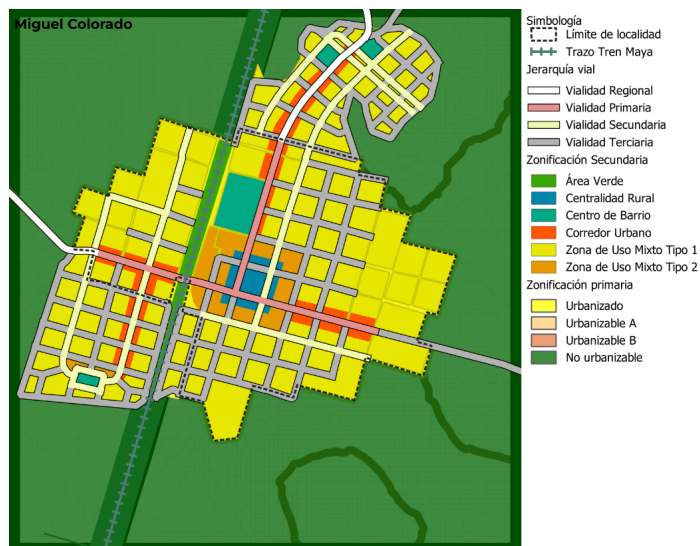 Miguel Colorado
Simbología
Límite de localidad
Trazo Tren Maya
Jerarquía vial
Vialidad Regional
Vialidad Primaria
Vialidad Secundaria
Vialidad Terciaria
Zonificación Secundaria
Área Verde
Centralidad Rural
Centro de Barrio
Corredor Urbano
Zona de Uso Mixto Tipo 1
Zona de Uso Mixto Tipo 2
Zonificación primaria
Urbanizado
Urbanizable A
Urbanizable B
No urbanizable